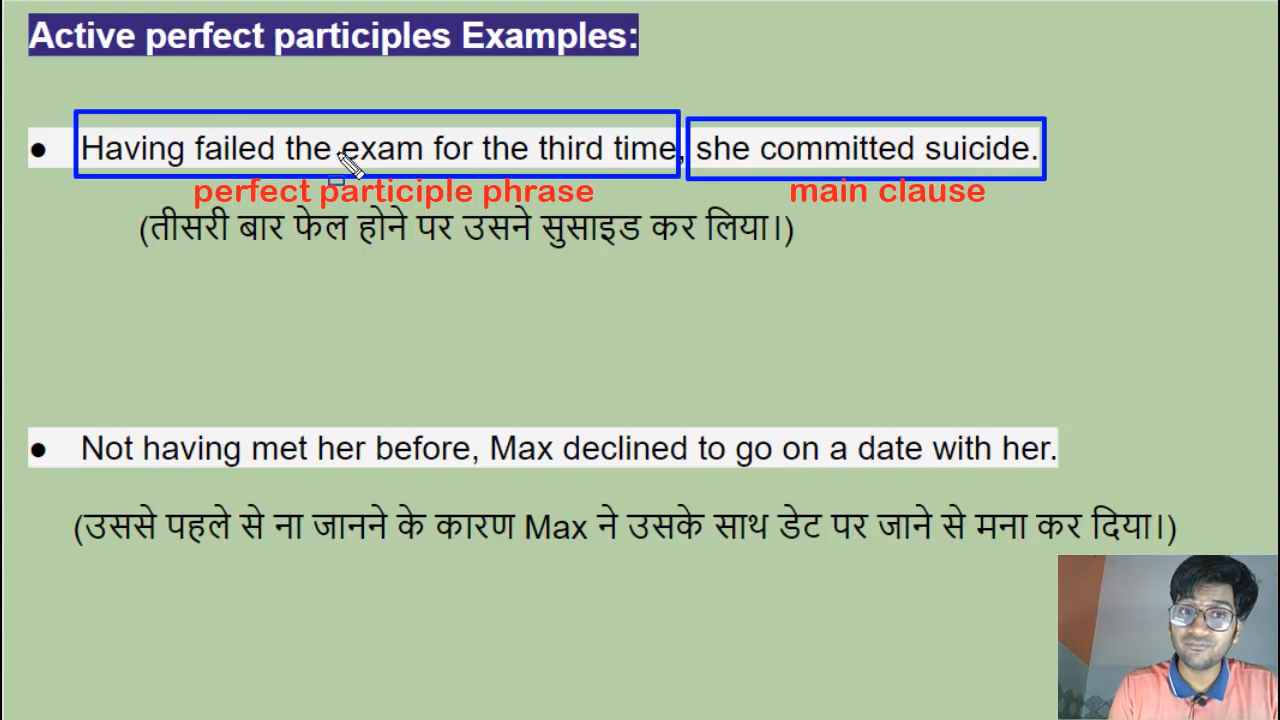 Active perfect participles Examples:
● Having failed the exam for the third time, she committed suicide.
perfect participle phrase main clause
(तीसरी बार फेल होने पर उसने सुसाइड कर लिया।)
● Not having met her before, Max declined to go on a date with her.
(उससे पहले से ना जानने के कारण Max ने उसके साथ डेट पर जाने से मना कर दिया।)